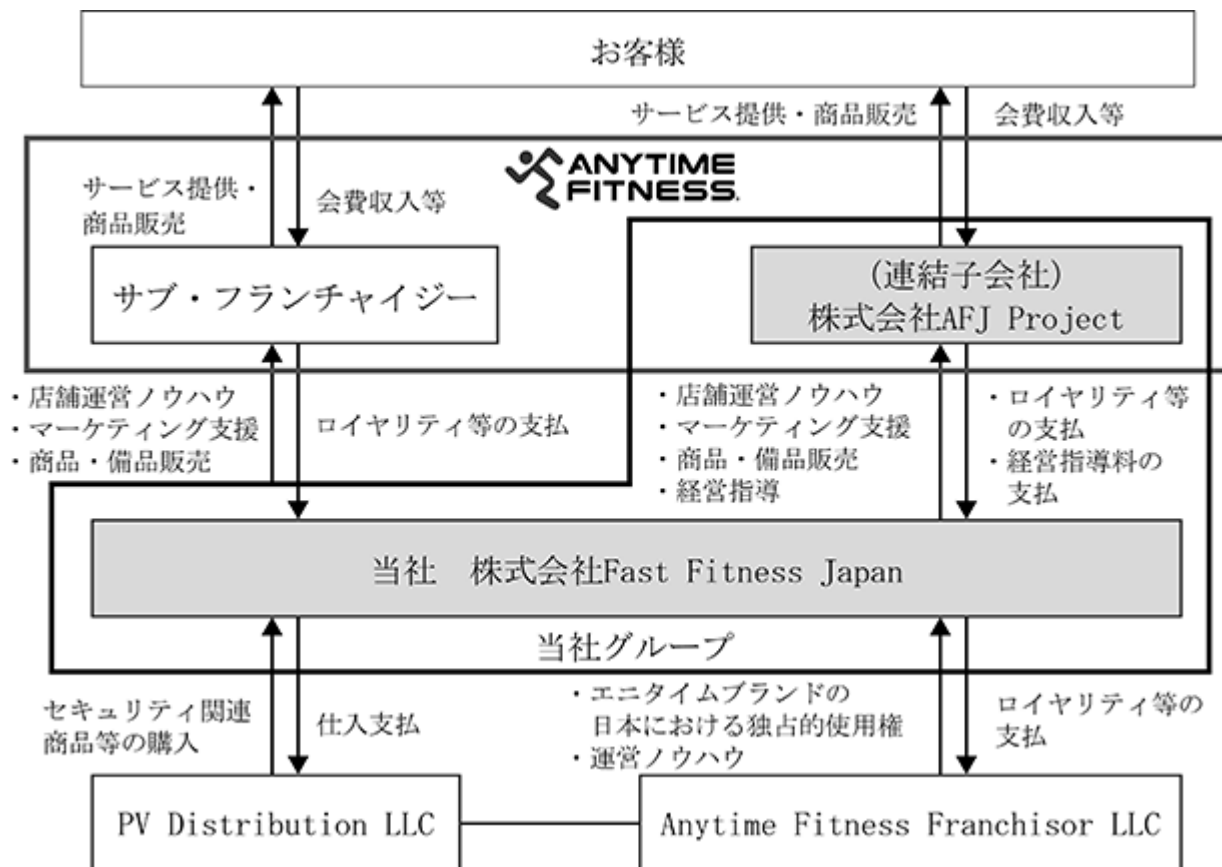 お客様
サービス提供・商品販売
会費収入等
ANYTIME
FITNESS.
サービス提供・
商品販売
会費収入等
サブ・フランチャイジー
(連結子会社)
株式会社AFJ Project
・店舗運営ノウハウ
・マーケティング支援
・商品・備品販売
ロイヤリティ等の支払
・店舗運営ノウハウ
・マーケティング支援
・商品・備品販売
・経営指導
・ロイヤリティ等
の支払
・経営指導料の
支払
当社　株式会社Fast Fitness Japan
当社グループ
セキュリティ関連
商品等の購入
仕入支払
・エニタイムブランドの
日本における独占的使用権
・運営ノウハウ
ロイヤリティ等の
支払
PV Distribution LLC
Anytime Fitness Franchisor LLC